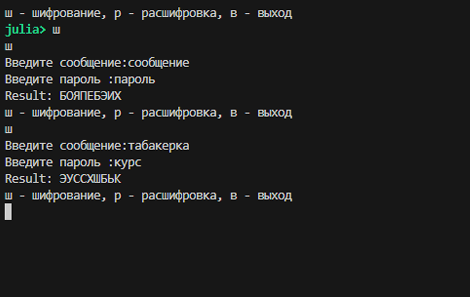 ш - шифрование, р - расшифровка, в - выход
julia> ш
ш
Введите сообщение:сообщение
Введите пароль :пароль
Result: БОЯПЕБЭИХ
ш - шифрование, р - расшифровка, в - выход
ш
Введите сообщение:табакерка
Введите пароль :курс
Result: ЭУССХШБЬК
ш - шифрование, р - расшифровка, в - выход